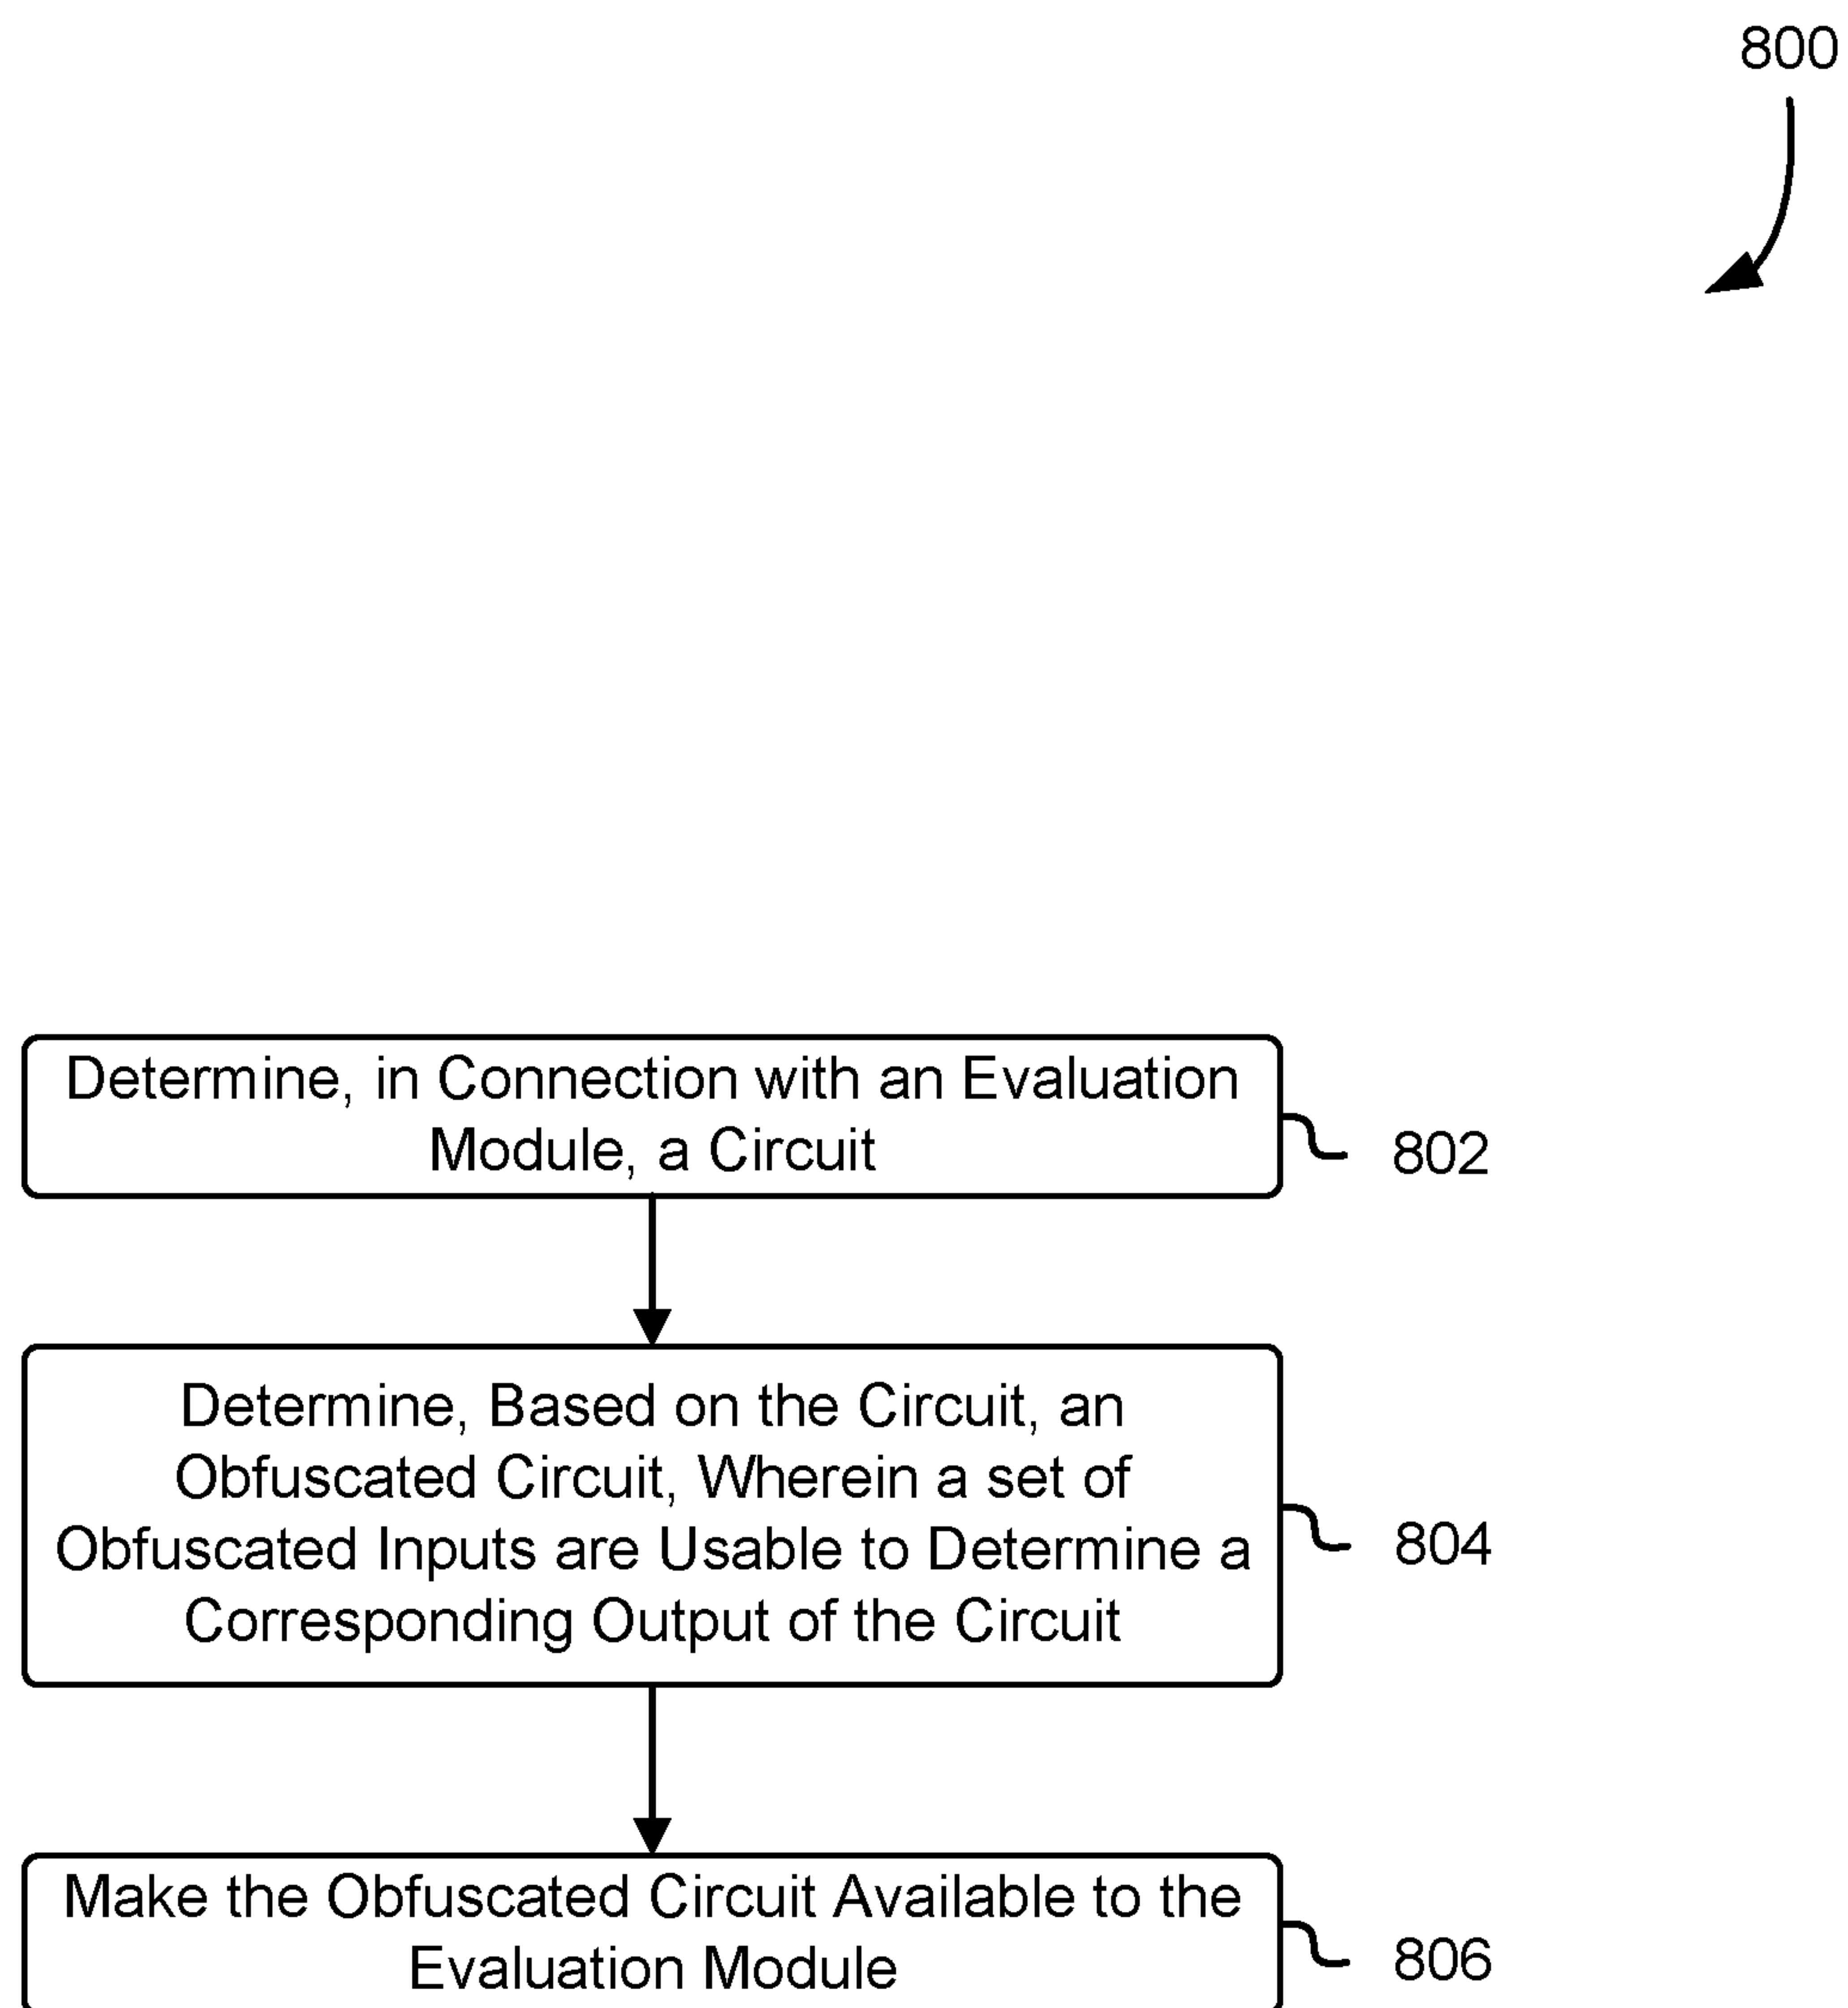 800
Determine, in Connection with an Evaluation
Module, a Circuit
802
Determine, Based on the Circuit, an
Obfuscated Circuit, Wherein a set of
Obfuscated Inputs are Usable to Determine a
Corresponding Output of the Circuit
804
Make the Obfuscated Circuit Available to the
Evaluation Module
806